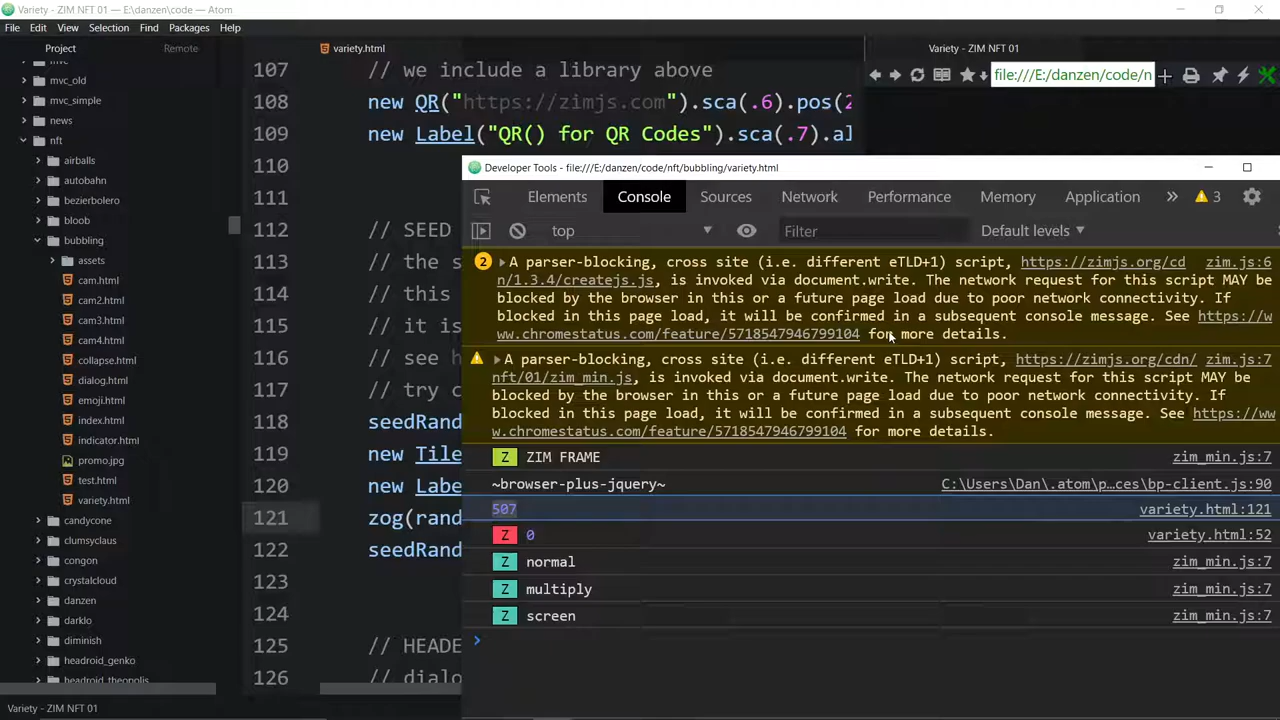 Variety - ZIM NFT 01 — E:\danzen\code — Atom
File Edit View Selection Find Packages Help
Project Remote
mvc_old
mvc_simple
news
nft
airballs
autobahn
bezierbolero
bloob
bubbling
assets
cam.html
cam2.html
cam3.html
cam4.html
collapse.html
dialog.html
emoji.html
index.html
indicator.html
promo.jpg
test.html
variety.html
candycone
clumsyclaus
congon
crystalcloud
danzen
darklo
diminish
headroid_genko
headroid_theopolis
variety.html
107 // we include a library above
108 new QR("https://zimjs.com").sca(.6).pos(2
109 new Label("QR() for QR Codes").sca(.7).al
110
111
112 // SEED
113 // the s
114 // this
115 // it is
116 // see h
117 // try c
118 seedRand
119 new Tile
120 new Labe
121 zog(rand
122 seedRand
123
124
125 // HEADE
126 // dialo
Variety - ZIM NFT 01
file:///E:/danzen/code/n
Developer Tools - file:///E:/danzen/code/nft/bubbling/variety.html
Elements Console Sources Network Performance Memory Application » 3
top Filter Default levels
2 A parser-blocking, cross site (i.e. different eTLD+1) script, https://zimjs.org/cd zim.js:6
n/1.3.4/createjs.js, is invoked via document.write. The network request for this script MAY be
blocked by the browser in this or a future page load due to poor network connectivity. If
blocked in this page load, it will be confirmed in a subsequent console message. See https://w
ww.chromestatus.com/feature/5718547946799104 for more details.
A parser-blocking, cross site (i.e. different eTLD+1) script, https://zimjs.org/cdn/ zim.js:7
nft/01/zim_min.js, is invoked via document.write. The network request for this script MAY be
blocked by the browser in this or a future page load due to poor network connectivity. If
blocked in this page load, it will be confirmed in a subsequent console message. See https://ww
w.chromestatus.com/feature/5718547946799104 for more details.
Z ZIM FRAME zim_min.js:7
~browser-plus-jquery~ C:\Users\Dan\.atom\p…ces\bp-client.js:90
507 variety.html:121
Z 0 variety.html:52
Z normal zim_min.js:7
Z multiply zim_min.js:7
Z screen zim_min.js:7
Variety - ZIM NFT 01